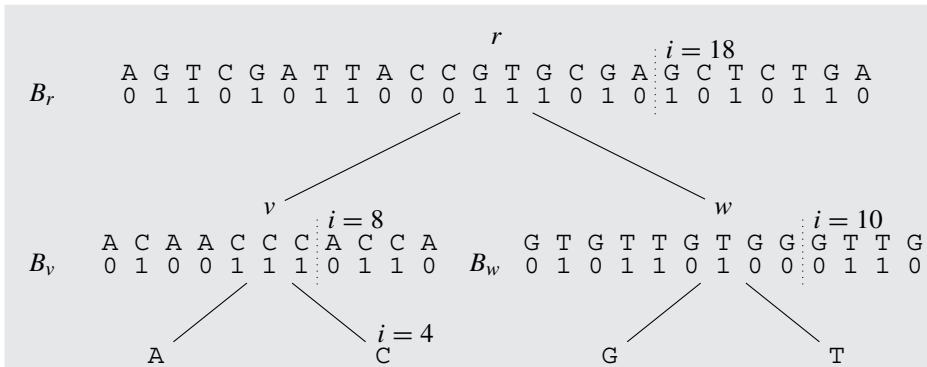 r
i = 18
A G T C G A T T A C C G T G C G A G C T C T G A
B_r 0 1 1 0 1 0 1 1 0 0 0 1 1 1 0 1 0 1 0 1 0 1 1 0
v
w
i = 8
i = 10
A C A A C C C A C C A
G T G T T G T G G G T T G
B_v 0 1 0 0 1 1 1 0 1 1 0
B_w 0 1 0 1 1 0 1 0 0 0 1 1 0
i = 4
A C G T